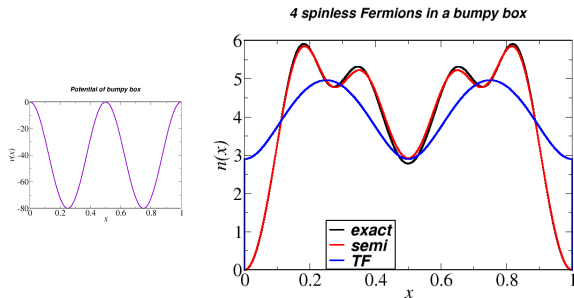 Potential of bumpy box
0
-20
-40
-60
-80
v(x)
0
0.2
0.4
0.6
0.8
1
x
4 spinless Fermions in a bumpy box
6
5
4
3
2
1
0
n(x)
exact
semi
TF
0
0.2
0.4
0.6
0.8
1
x